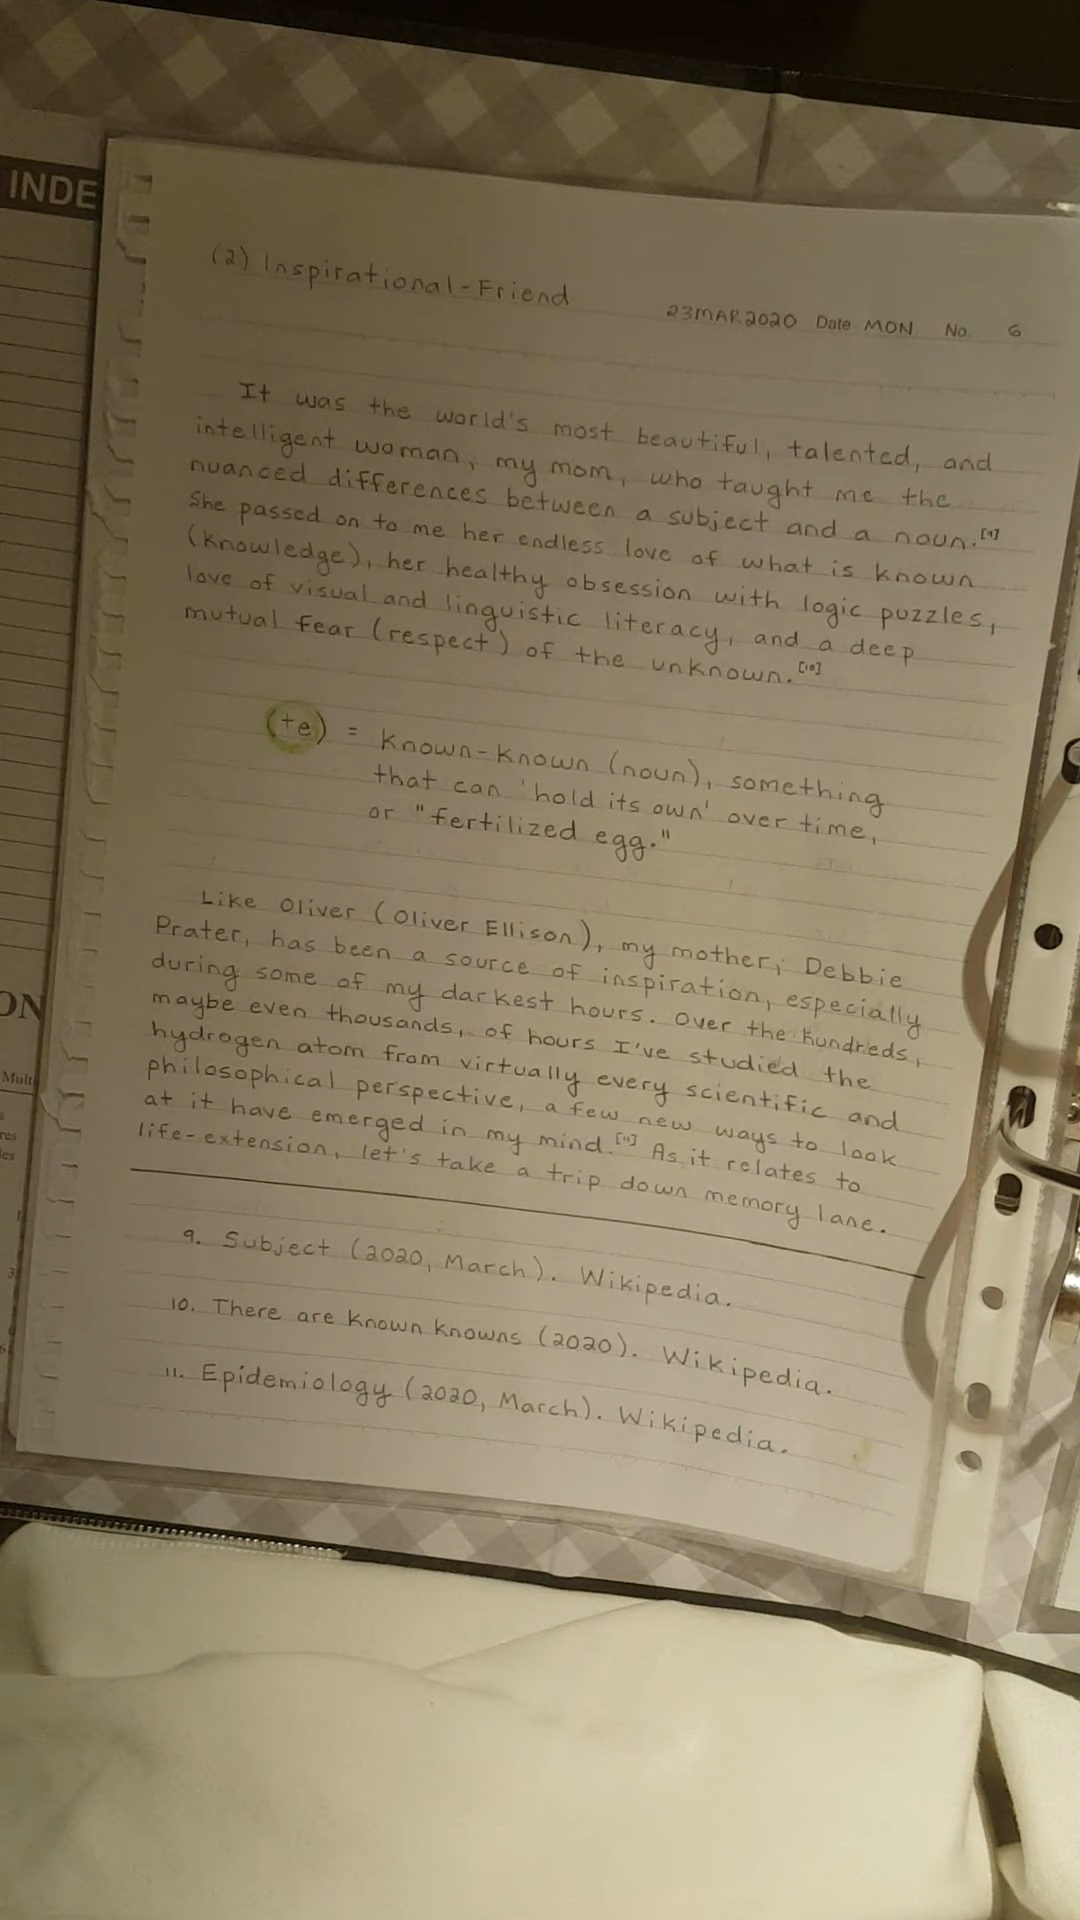 INDE
ON
Mult
(2) Inspirational-Friend
23MAR2020 Date MON No. 6
It was the world's most beautiful, talented, and
intelligent woman, my mom, who taught me the
nuanced differences between a subject and a noun.[9]
She passed on to me her endless love of what is known
(knowledge), her healthy obsession with logic puzzles,
love of visual and linguistic literacy, and a deep
mutual fear (respect) of the unknown.[10]
(te) = Known-known (noun), something
that can 'hold its own' over time,
or "fertilized egg."
Like Oliver (Oliver Ellison), my mother; Debbie
Prater, has been a source of inspiration, especially
during some of my darkest hours. Over the hundreds,
maybe even thousands, of hours I've studied the
hydrogen atom from virtually every scientific and
philosophical perspective, a few new ways to look
at it have emerged in my mind.[11] As it relates to
life-extension, let's take a trip down memory lane.
9. Subject (2020, March). Wikipedia.
10. There are known knowns (2020). Wikipedia.
11. Epidemiology (2020, March). Wikipedia.